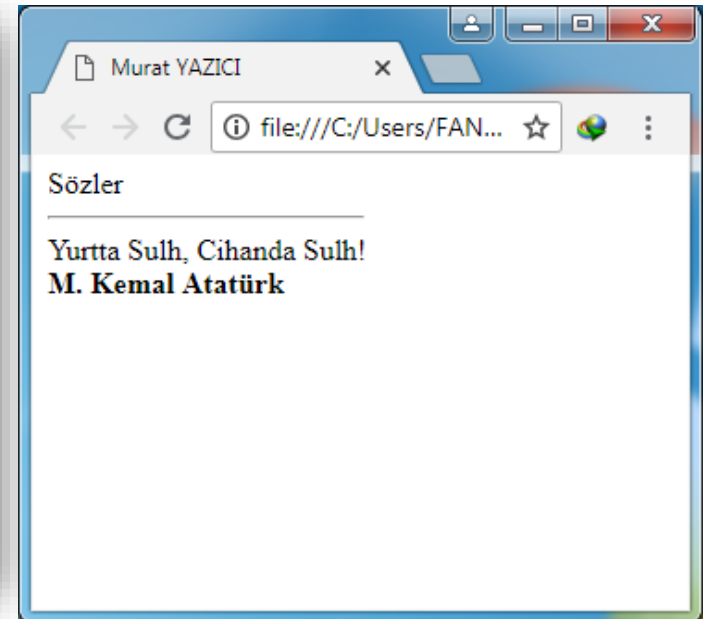 Murat YAZICI
file:///C:/Users/FAN...
Sözler
Yurtta Sulh, Cihanda Sulh!
M. Kemal Atatürk